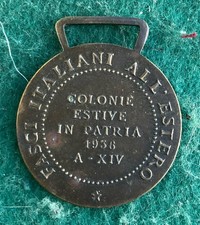 FASCI ITALIANI ALL'ESTERO
COLONIE
ESTIVE
IN PATRIA
1936
A - XIV